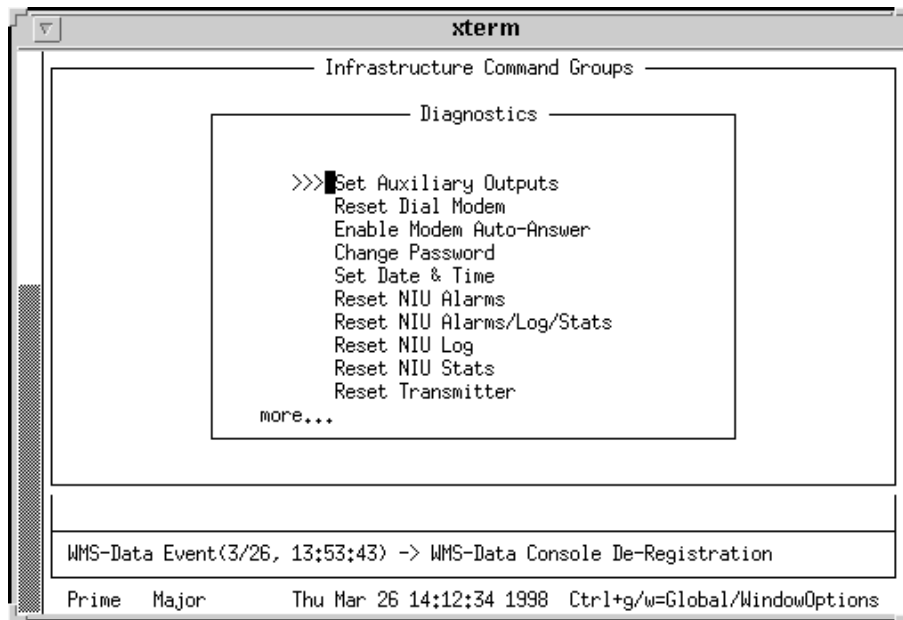 xterm
Infrastructure Command Groups
Diagnostics
>>> Set Auxiliary Outputs
Reset Dial Modem
Enable Modem Auto-Answer
Change Password
Set Date & Time
Reset NIU Alarms
Reset NIU Alarms/Log/Stats
Reset NIU Log
Reset NIU Stats
Reset Transmitter
more...
WMS-Data Event(3/26, 13:53:43) -> WMS-Data Console De-Registration
Prime Major Thu Mar 26 14:12:34 1998 Ctrl+g/w=Global/WindowOptions